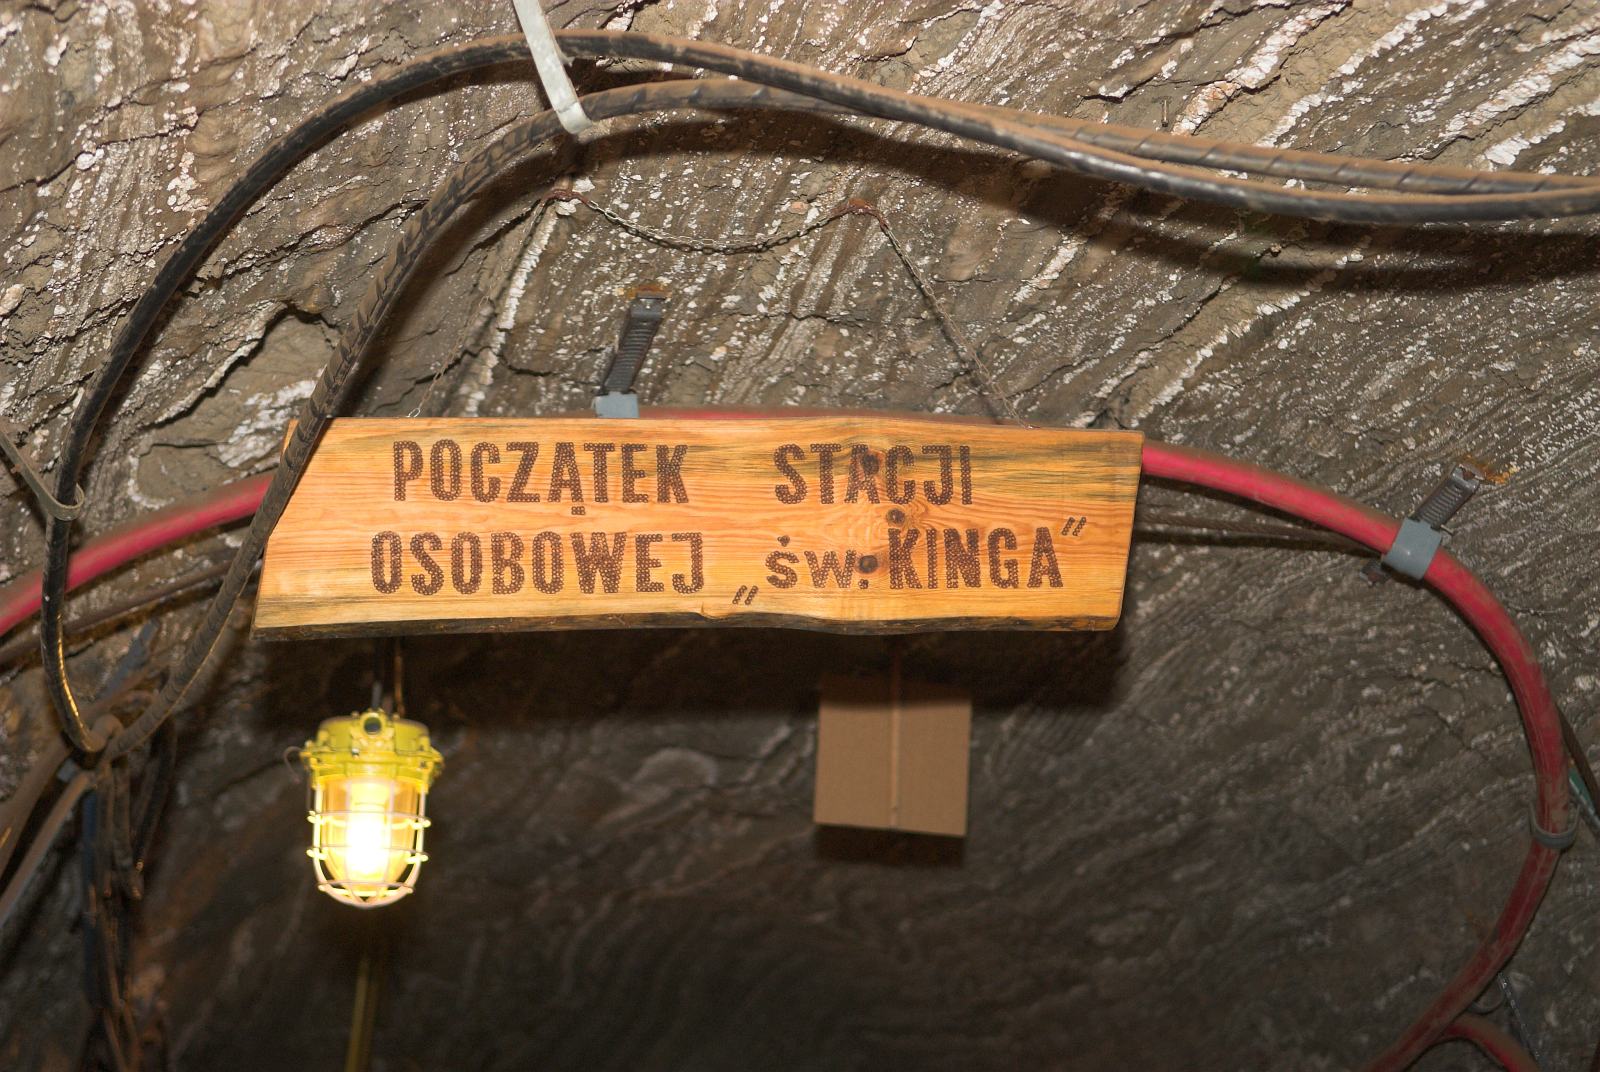 POCZĄTEK STACJI
OSOBOWEJ „św. KINGA”